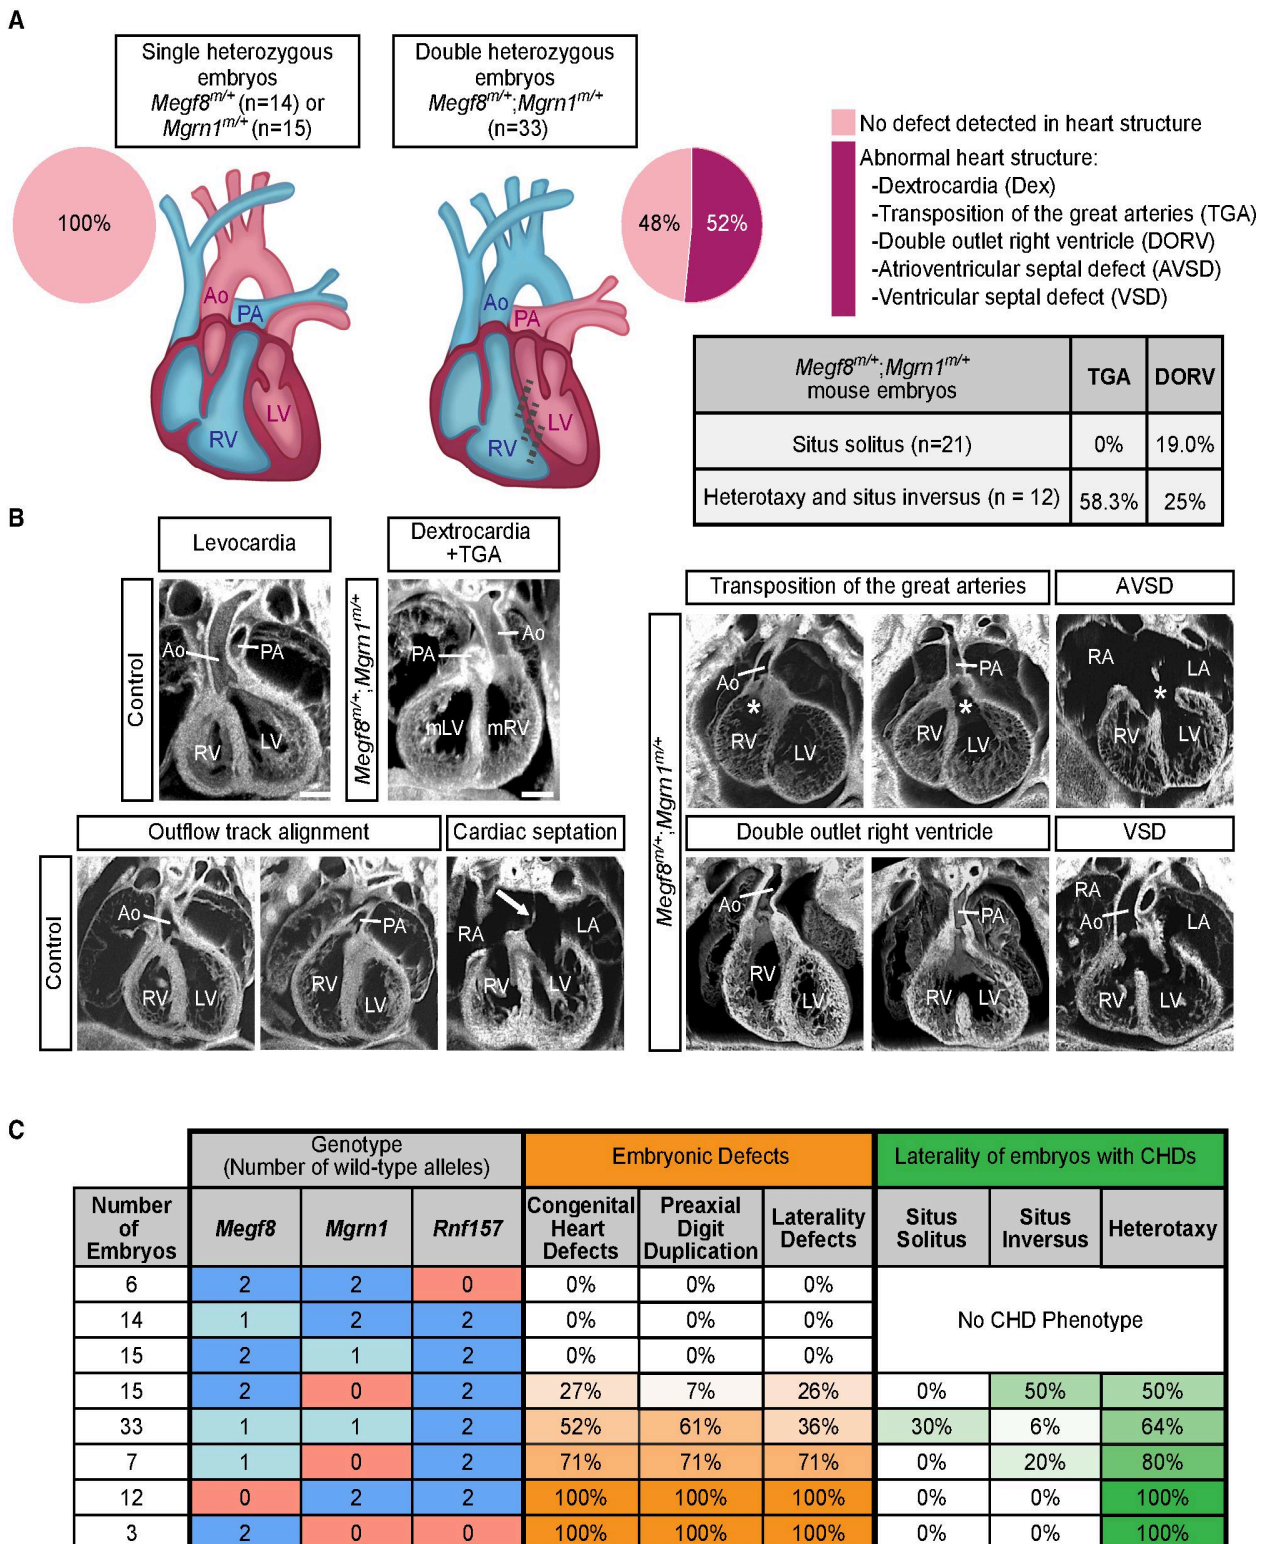 A
Single heterozygous
embryos
Megf8m/+ (n=14) or
Mgrn1m/+ (n=15)
Double heterozygous
embryos
Megf8m/+;Mgrn1m/+
(n=33)
100%
Ao
PA
RV
LV
Ao
PA
RV
LV
48%
52%
No defect detected in heart structure
Abnormal heart structure:
-Dextrocardia (Dex)
-Transposition of the great arteries (TGA)
-Double outlet right ventricle (DORV)
-Atrioventricular septal defect (AVSD)
-Ventricular septal defect (VSD)
Megf8m/+;Mgrn1m/+
mouse embryos
TGA
DORV
Situs solitus (n=21)
0%
19.0%
Heterotaxy and situs inversus (n = 12)
58.3%
25%
B
Levocardia
Dextrocardia
+TGA
Control
Ao
PA
RV
LV
Megf8m/+;Mgrn1m/+
Ao
PA
mLV
mRV
Outflow track alignment
Cardiac septation
Control
Ao
RV
LV
PA
RV
LV
RA
LA
RV
LV
Transposition of the great arteries
AVSD
Megf8m/+;Mgrn1m/+
Ao
*
RV
LV
PA
*
RV
LV
RA
LA
*
RV
LV
Double outlet right ventricle
VSD
Ao
RV
LV
PA
RV
LV
RA
Ao
LA
RV
LV
C
Genotype
(Number of wild-type alleles)
Embryonic Defects
Laterality of embryos with CHDs
Number
of
Embryos
Megf8
Mgrn1
Rnf157
Congenital
Heart
Defects
Preaxial
Digit
Duplication
Laterality
Defects
Situs
Solitus
Situs
Inversus
Heterotaxy
6 2 2 0 0% 0% 0%
14 1 2 2 0% 0% 0%
No CHD Phenotype
15 2 1 2 0% 0% 0%
15 2 0 2 27% 7% 26% 0% 50% 50%
33 1 1 2 52% 61% 36% 30% 6% 64%
7 1 0 2 71% 71% 71% 0% 20% 80%
12 0 2 2 100% 100% 100% 0% 0% 100%
3 2 0 0 100% 100% 100% 0% 0% 100%